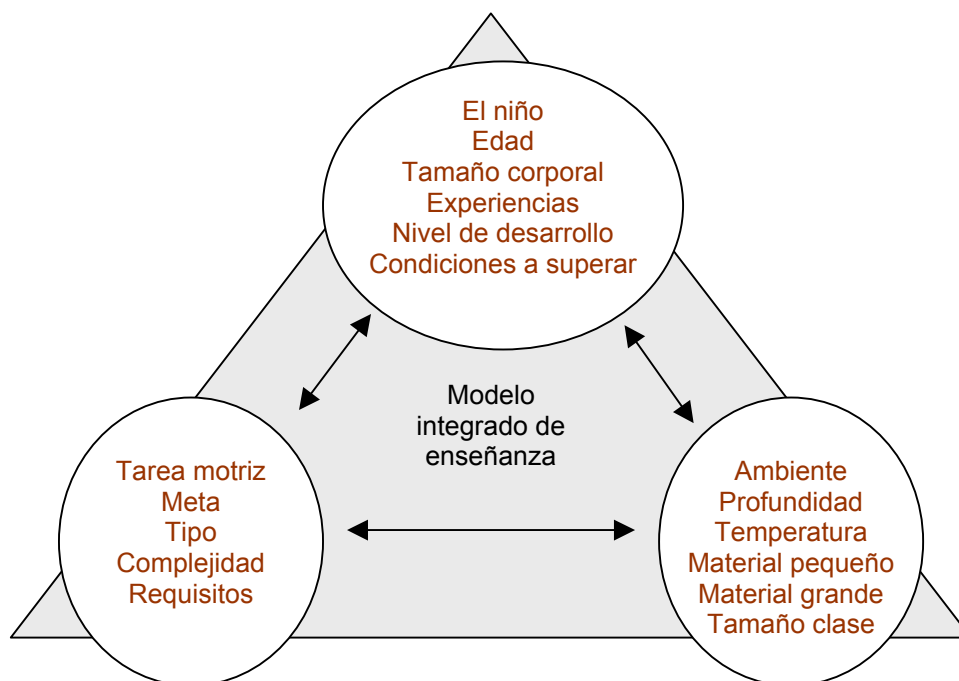 El niño
Edad
Tamaño corporal
Experiencias
Nivel de desarrollo
Condiciones a superar
Modelo
integrado de
enseñanza
Tarea motriz
Meta
Tipo
Complejidad
Requisitos
Ambiente
Profundidad
Temperatura
Material pequeño
Material grande
Tamaño clase